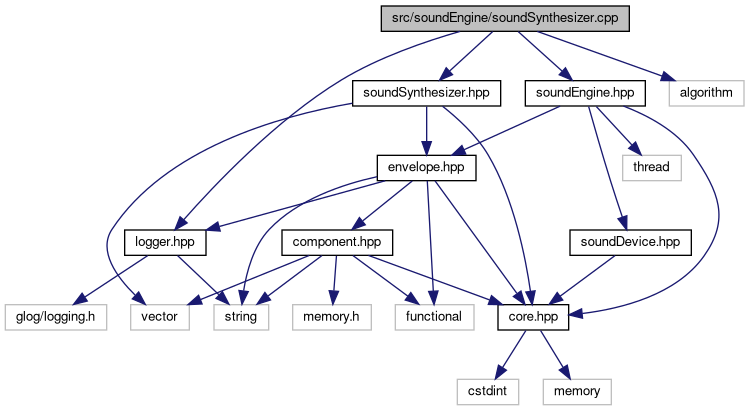 src/soundEngine/soundSynthesizer.cpp
soundSynthesizer.hpp
soundEngine.hpp
algorithm
envelope.hpp
thread
logger.hpp
component.hpp
soundDevice.hpp
glog/logging.h
vector
string
memory.h
functional
core.hpp
cstdint
memory